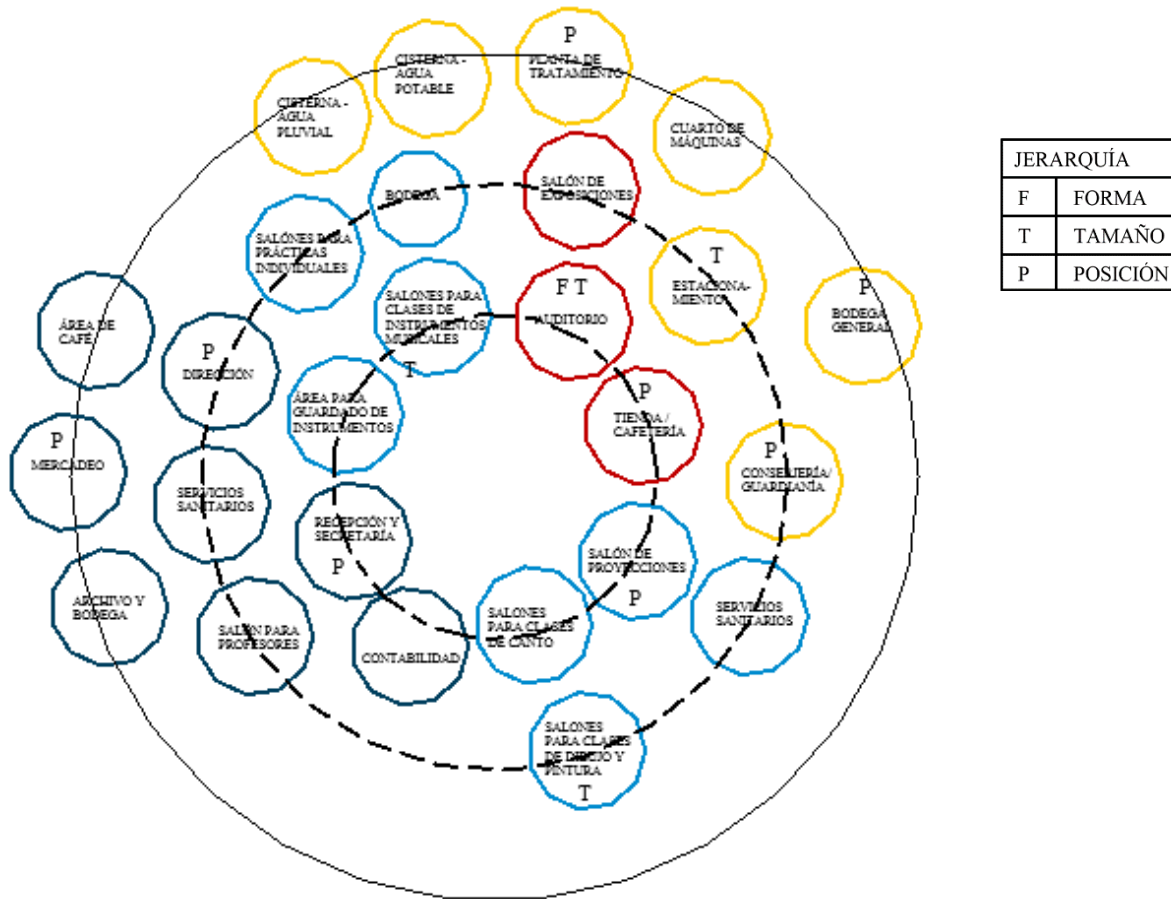 P
PLANTA DE
TRATAMIENTO
CISTERNA -
AGUA
POTABLE
CISTERNA -
AGUA
PLUVIAL
CUARTO DE
MÁQUINAS
BODEGA
SALÓN DE
EXPOSICIONES
SALÓNES PARA
PRÁCTICAS
INDIVIDUALES
T
ESTACIONA-
MIENTO
P
BODEGA
GENERAL
SALONES PARA
CLASES DE
INSTRUMENTOS
MUSICALES
T
F T
AUDITORIO
ÁREA DE
CAFÉ
P
DIRECCIÓN
ÁREA PARA
GUARDADO DE
INSTRUMENTOS
P
TIENDA /
CAFETERÍA
P
MERCADEO
P
CONSERJERÍA/
GUARDIANÍA
SERVICIOS
SANITARIOS
RECEPCIÓN Y
SECRETARÍA
P
SALÓN DE
PROYECCIONES
P
ARCHIVO Y
BODEGA
SALÓN PARA
PROFESORES
CONTABILIDAD
SALONES
PARA CLASES
DE CANTO
SERVICIOS
SANITARIOS
SALONES
PARA CLASES
DE DIBUJO Y
PINTURA
T
JERARQUÍA
F FORMA
T TAMAÑO
P POSICIÓN